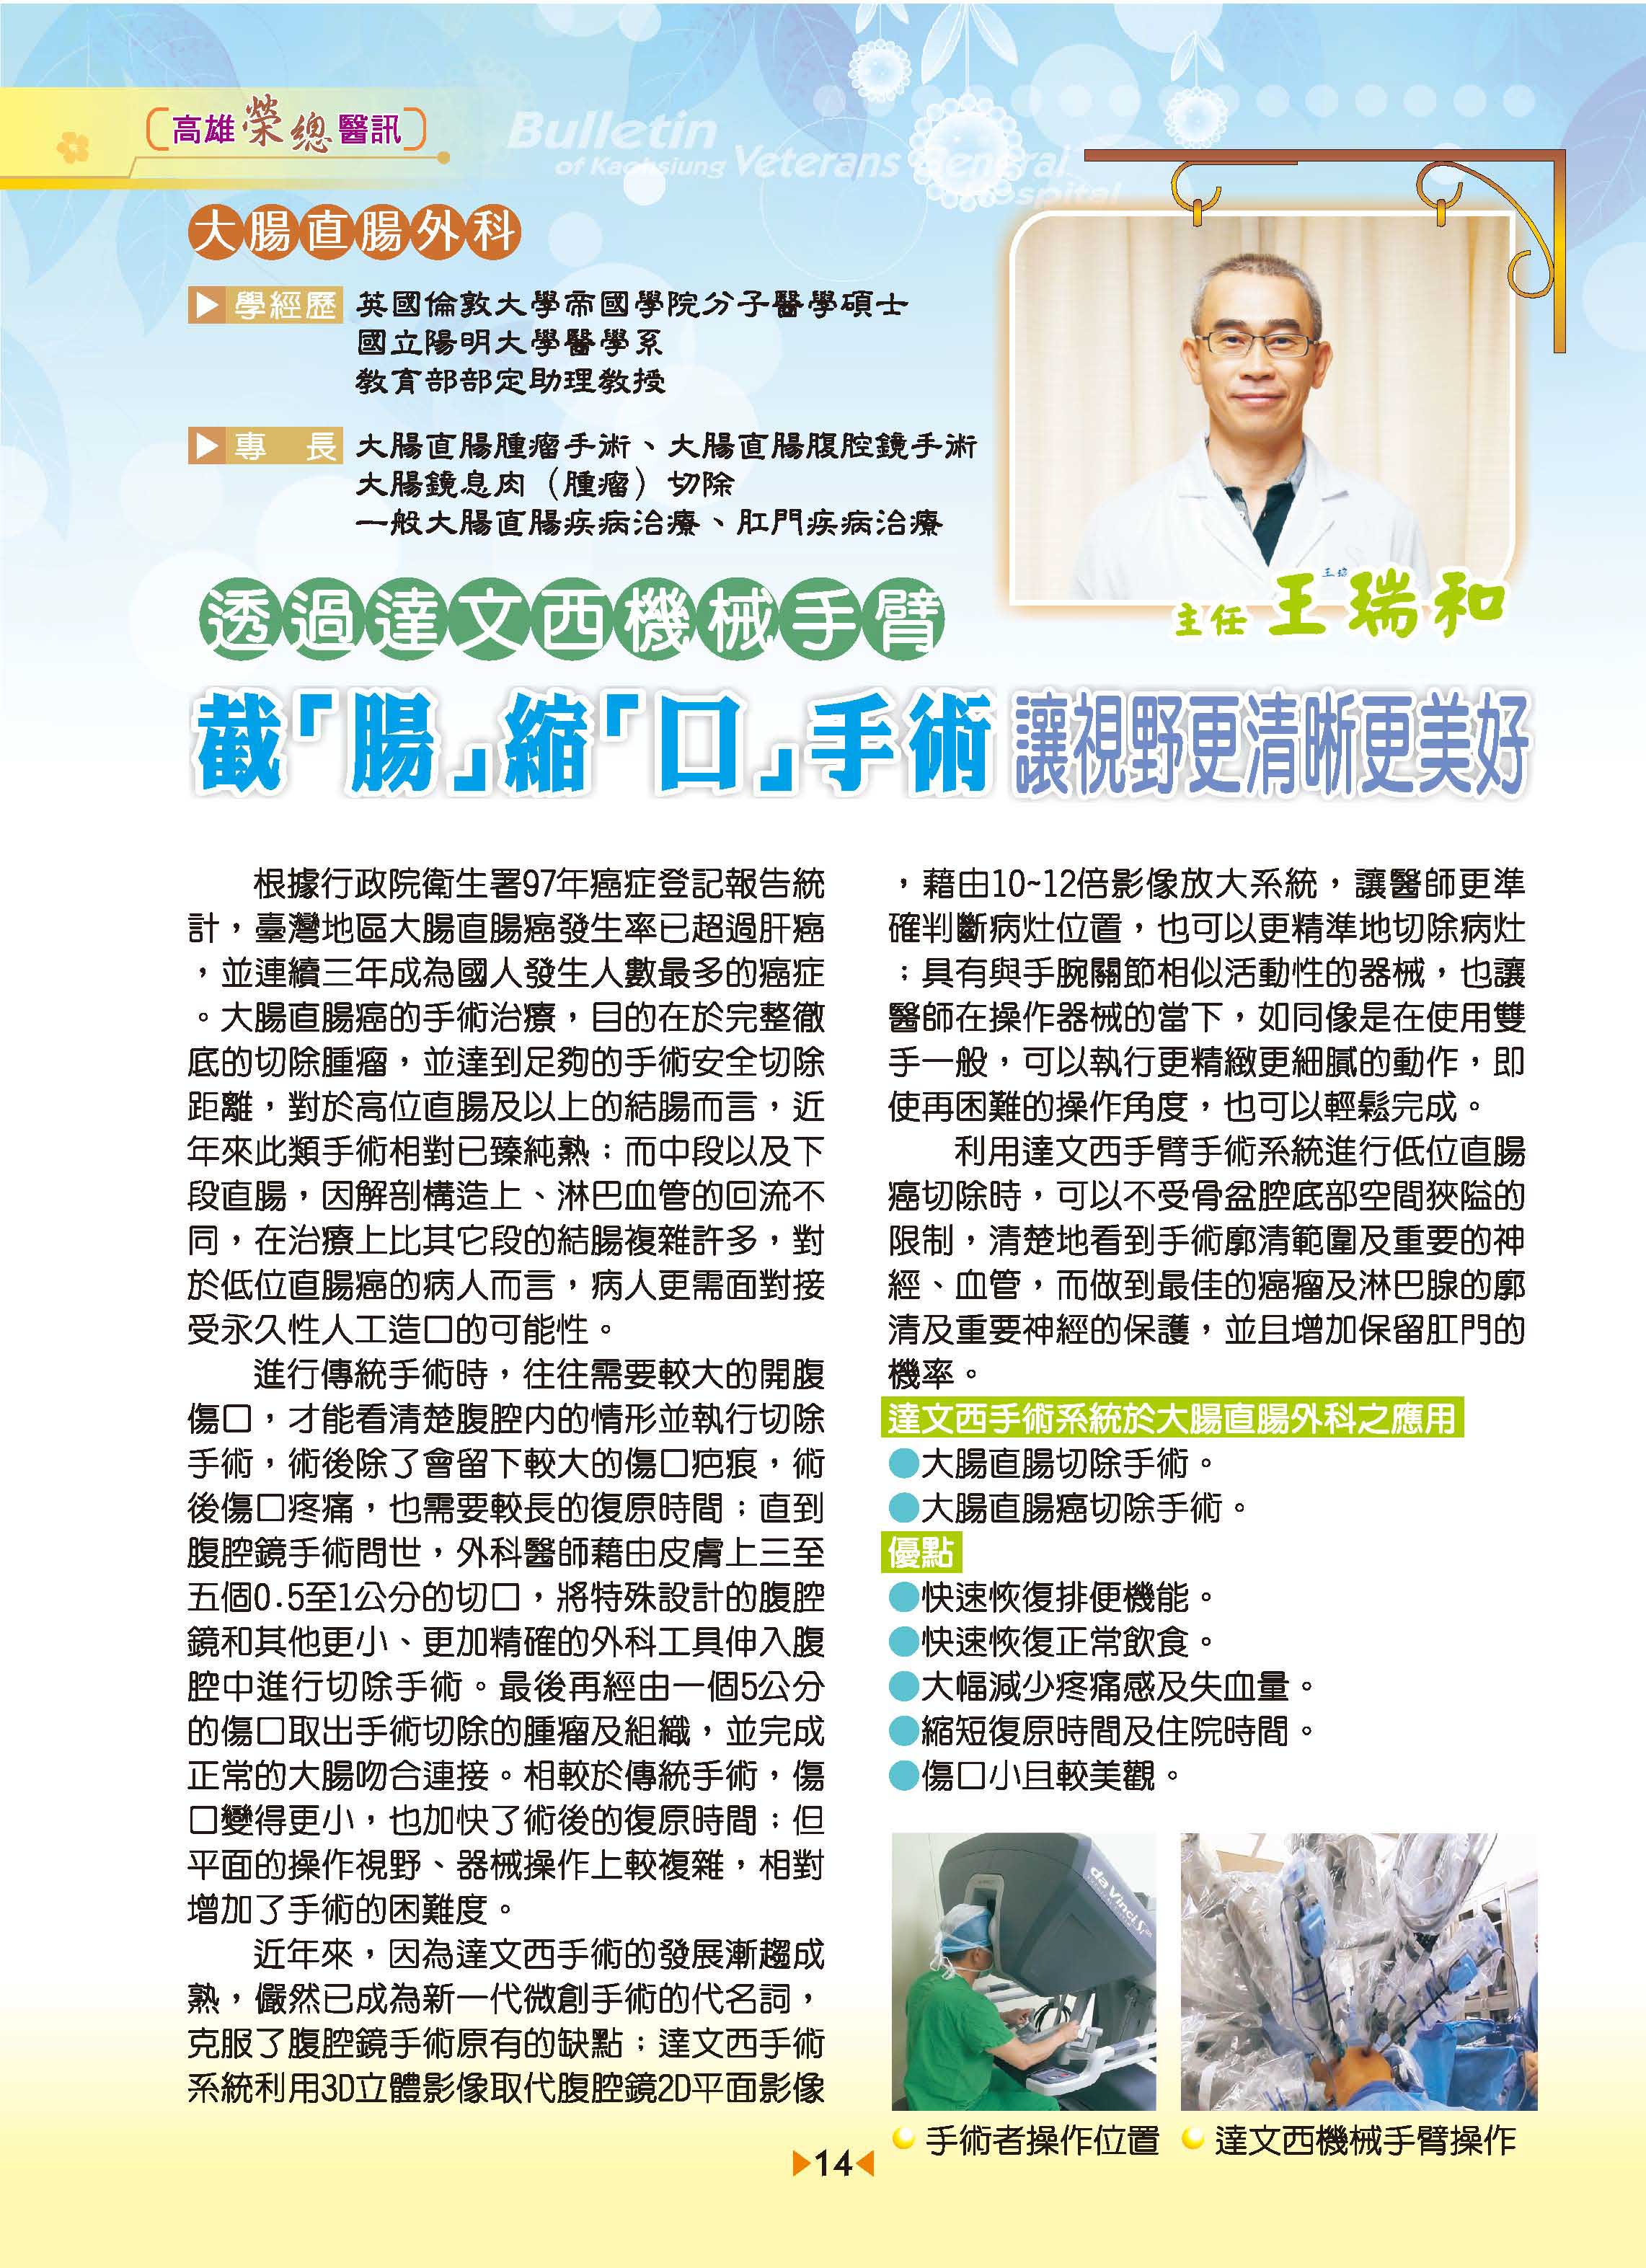 高雄榮總醫訊
Bulletin
of Kaohsiung Veterans General
Hospital
大腸直腸外科
學經歷 英國倫敦大學帝國學院分子醫學碩士
國立陽明大學醫學系
教育部部定助理教授
專 長 大腸直腸腫瘤手術、大腸直腸腹腔鏡手術
大腸鏡息肉（腫瘤）切除
一般大腸直腸疾病治療、肛門疾病治療
主任 王瑞和
透過達文西機械手臂
截「腸」縮「口」手術 讓視野更清晰更美好
根據行政院衛生署97年癌症登記報告統
計，臺灣地區大腸直腸癌發生率已超過肝癌
，並連續三年成為國人發生人數最多的癌症
。大腸直腸癌的手術治療，目的在於完整徹
底的切除腫瘤，並達到足夠的手術安全切除
距離，對於高位直腸及以上的結腸而言，近
年來此類手術相對已臻純熟；而中段以及下
段直腸，因解剖構造上、淋巴血管的回流不
同，在治療上比其它段的結腸複雜許多，對
於低位直腸癌的病人而言，病人更需面對接
受永久性人工造口的可能性。
進行傳統手術時，往往需要較大的開腹
傷口，才能看清楚腹腔內的情形並執行切除
手術，術後除了會留下較大的傷口疤痕，術
後傷口疼痛，也需要較長的復原時間；直到
腹腔鏡手術問世，外科醫師藉由皮膚上三至
五個0.5至1公分的切口，將特殊設計的腹腔
鏡和其他更小、更加精確的外科工具伸入腹
腔中進行切除手術。最後再經由一個5公分
的傷口取出手術切除的腫瘤及組織，並完成
正常的大腸吻合連接。相較於傳統手術，傷
口變得更小，也加快了術後的復原時間；但
平面的操作視野、器械操作上較複雜，相對
增加了手術的困難度。
近年來，因為達文西手術的發展漸趨成
熟，儼然已成為新一代微創手術的代名詞，
克服了腹腔鏡手術原有的缺點；達文西手術
系統利用3D立體影像取代腹腔鏡2D平面影像
，藉由10~12倍影像放大系統，讓醫師更準
確判斷病灶位置，也可以更精準地切除病灶
；具有與手腕關節相似活動性的器械，也讓
醫師在操作器械的當下，如同像是在使用雙
手一般，可以執行更精緻更細膩的動作，即
使再困難的操作角度，也可以輕鬆完成。
利用達文西手臂手術系統進行低位直腸
癌切除時，可以不受骨盆腔底部空間狹隘的
限制，清楚地看到手術廓清範圍及重要的神
經、血管，而做到最佳的癌瘤及淋巴腺的廓
清及重要神經的保護，並且增加保留肛門的
機率。
達文西手術系統於大腸直腸外科之應用
●大腸直腸切除手術。
●大腸直腸癌切除手術。
優點
●快速恢復排便機能。
●快速恢復正常飲食。
●大幅減少疼痛感及失血量。
●縮短復原時間及住院時間。
●傷口小且較美觀。
da Vinci S
手術者操作位置
達文西機械手臂操作
14